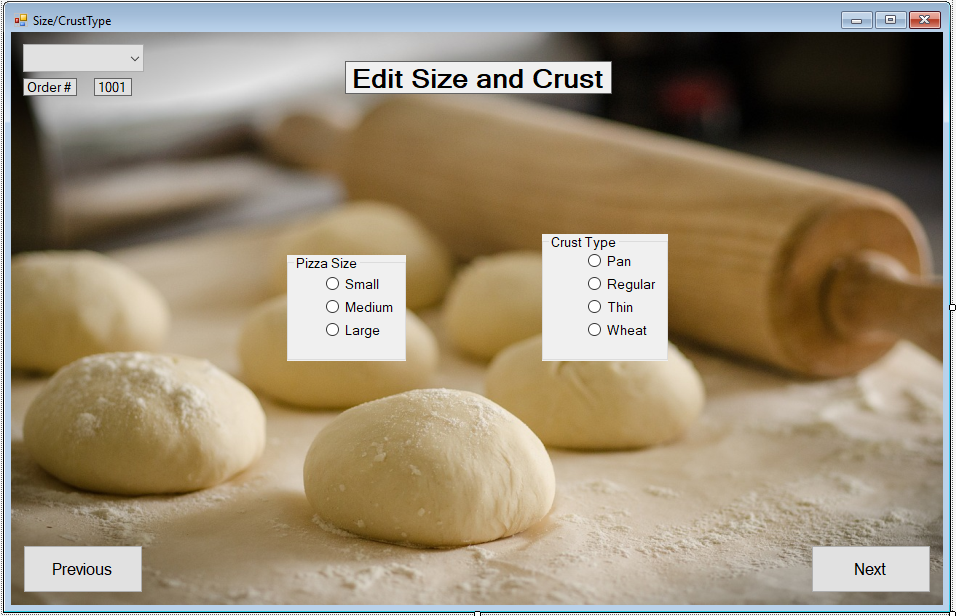 Size/CrustType
Edit Size and Crust
Order # 1001
Pizza Size
Small
Medium
Large
Crust Type
Pan
Regular
Thin
Wheat
Previous
Next